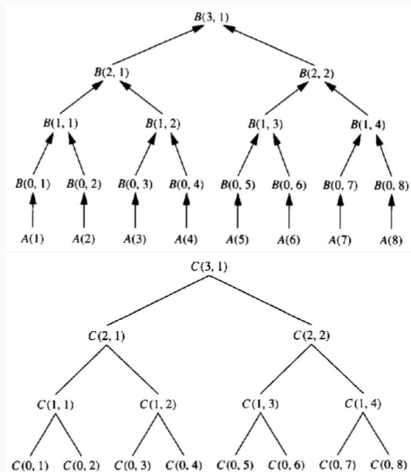 B(3, 1)
B(2, 1) B(2, 2)
B(1, 1) B(1, 2) B(1, 3) B(1, 4)
B(0, 1) B(0, 2) B(0, 3) B(0, 4) B(0, 5) B(0, 6) B(0, 7) B(0, 8)
A(1) A(2) A(3) A(4) A(5) A(6) A(7) A(8)
C(3, 1)
C(2, 1) C(2, 2)
C(1, 1) C(1, 2) C(1, 3) C(1, 4)
C(0, 1) C(0, 2) C(0, 3) C(0, 4) C(0, 5) C(0, 6) C(0, 7) C(0, 8)